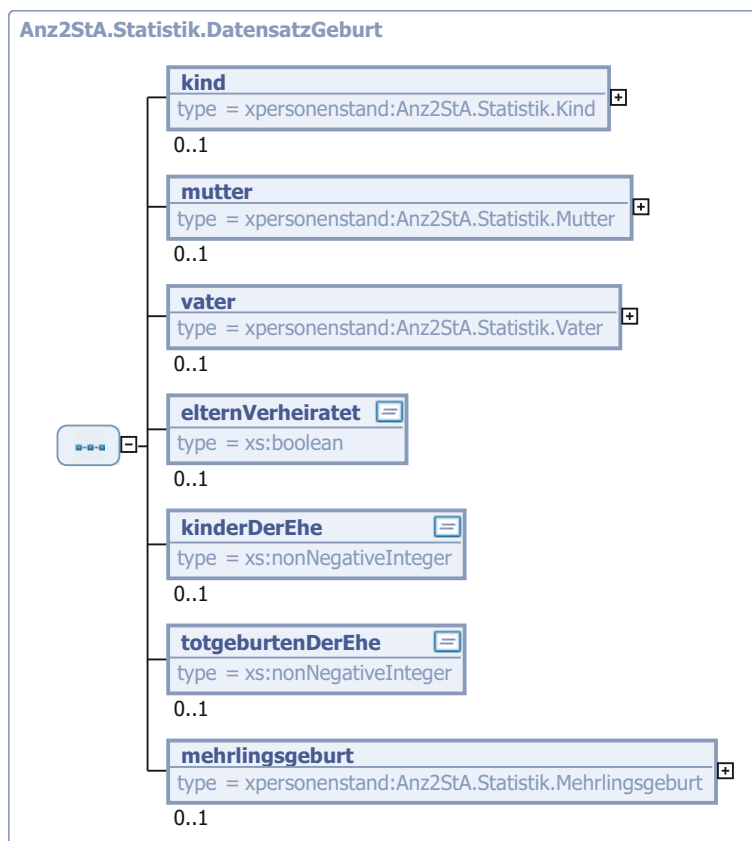 Anz2StA.Statistik.DatensatzGeburt
kind
type = xpersonenstand:Anz2StA.Statistik.Kind
0..1
mutter
type = xpersonenstand:Anz2StA.Statistik.Mutter
0..1
vater
type = xpersonenstand:Anz2StA.Statistik.Vater
0..1
elternVerheiratet
type = xs:boolean
0..1
kinderDerEhe
type = xs:nonNegativeInteger
0..1
totgeburtenDerEhe
type = xs:nonNegativeInteger
0..1
mehrlingsgeburt
type = xpersonenstand:Anz2StA.Statistik.Mehrlingsgeburt
0..1